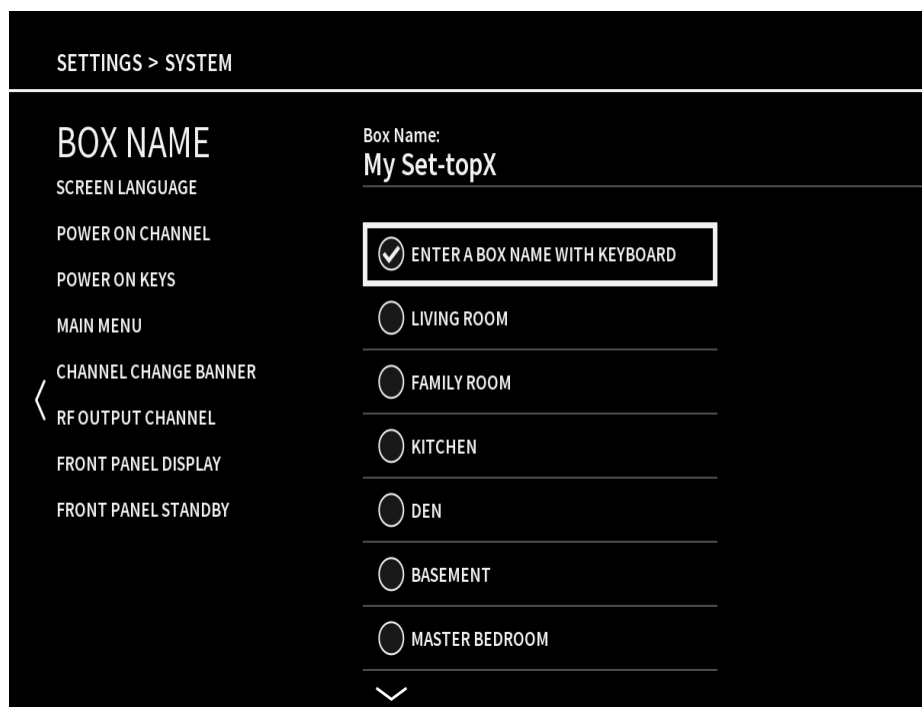 SETTINGS > SYSTEM
BOX NAME
SCREEN LANGUAGE
POWER ON CHANNEL
POWER ON KEYS
MAIN MENU
CHANNEL CHANGE BANNER
RF OUTPUT CHANNEL
FRONT PANEL DISPLAY
FRONT PANEL STANDBY
Box Name:
My Set-topX
ENTER A BOX NAME WITH KEYBOARD
LIVING ROOM
FAMILY ROOM
KITCHEN
DEN
BASEMENT
MASTER BEDROOM